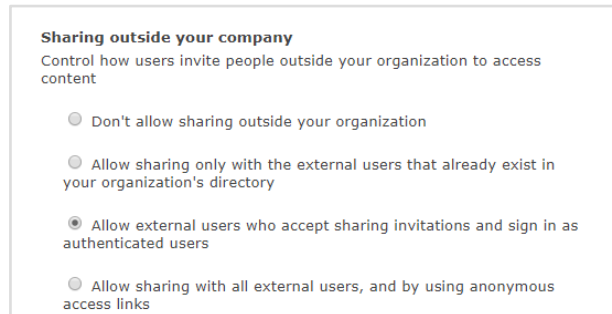 Sharing outside your company
Control how users invite people outside your organization to access
content
Don't allow sharing outside your organization
Allow sharing only with the external users that already exist in
your organization's directory
Allow external users who accept sharing invitations and sign in as
authenticated users
Allow sharing with all external users, and by using anonymous
access links